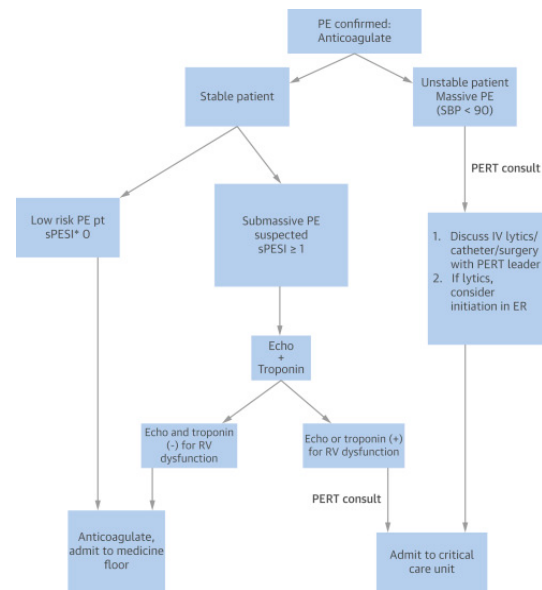 PE confirmed:
Anticoagulate
Stable patient
Unstable patient
Massive PE
(SBP < 90)
PERT consult
Low risk PE pt
sPESI* 0
Submassive PE
suspected
sPESI ≥ 1
1. Discuss IV lytics/
catheter/surgery
with PERT leader
2. If lytics,
consider
initiation in ER
Echo
+
Troponin
Echo and troponin
(-) for RV
dysfunction
Echo or troponin (+)
for RV dysfunction
PERT consult
Anticoagulate,
admit to medicine
floor
Admit to critical
care unit